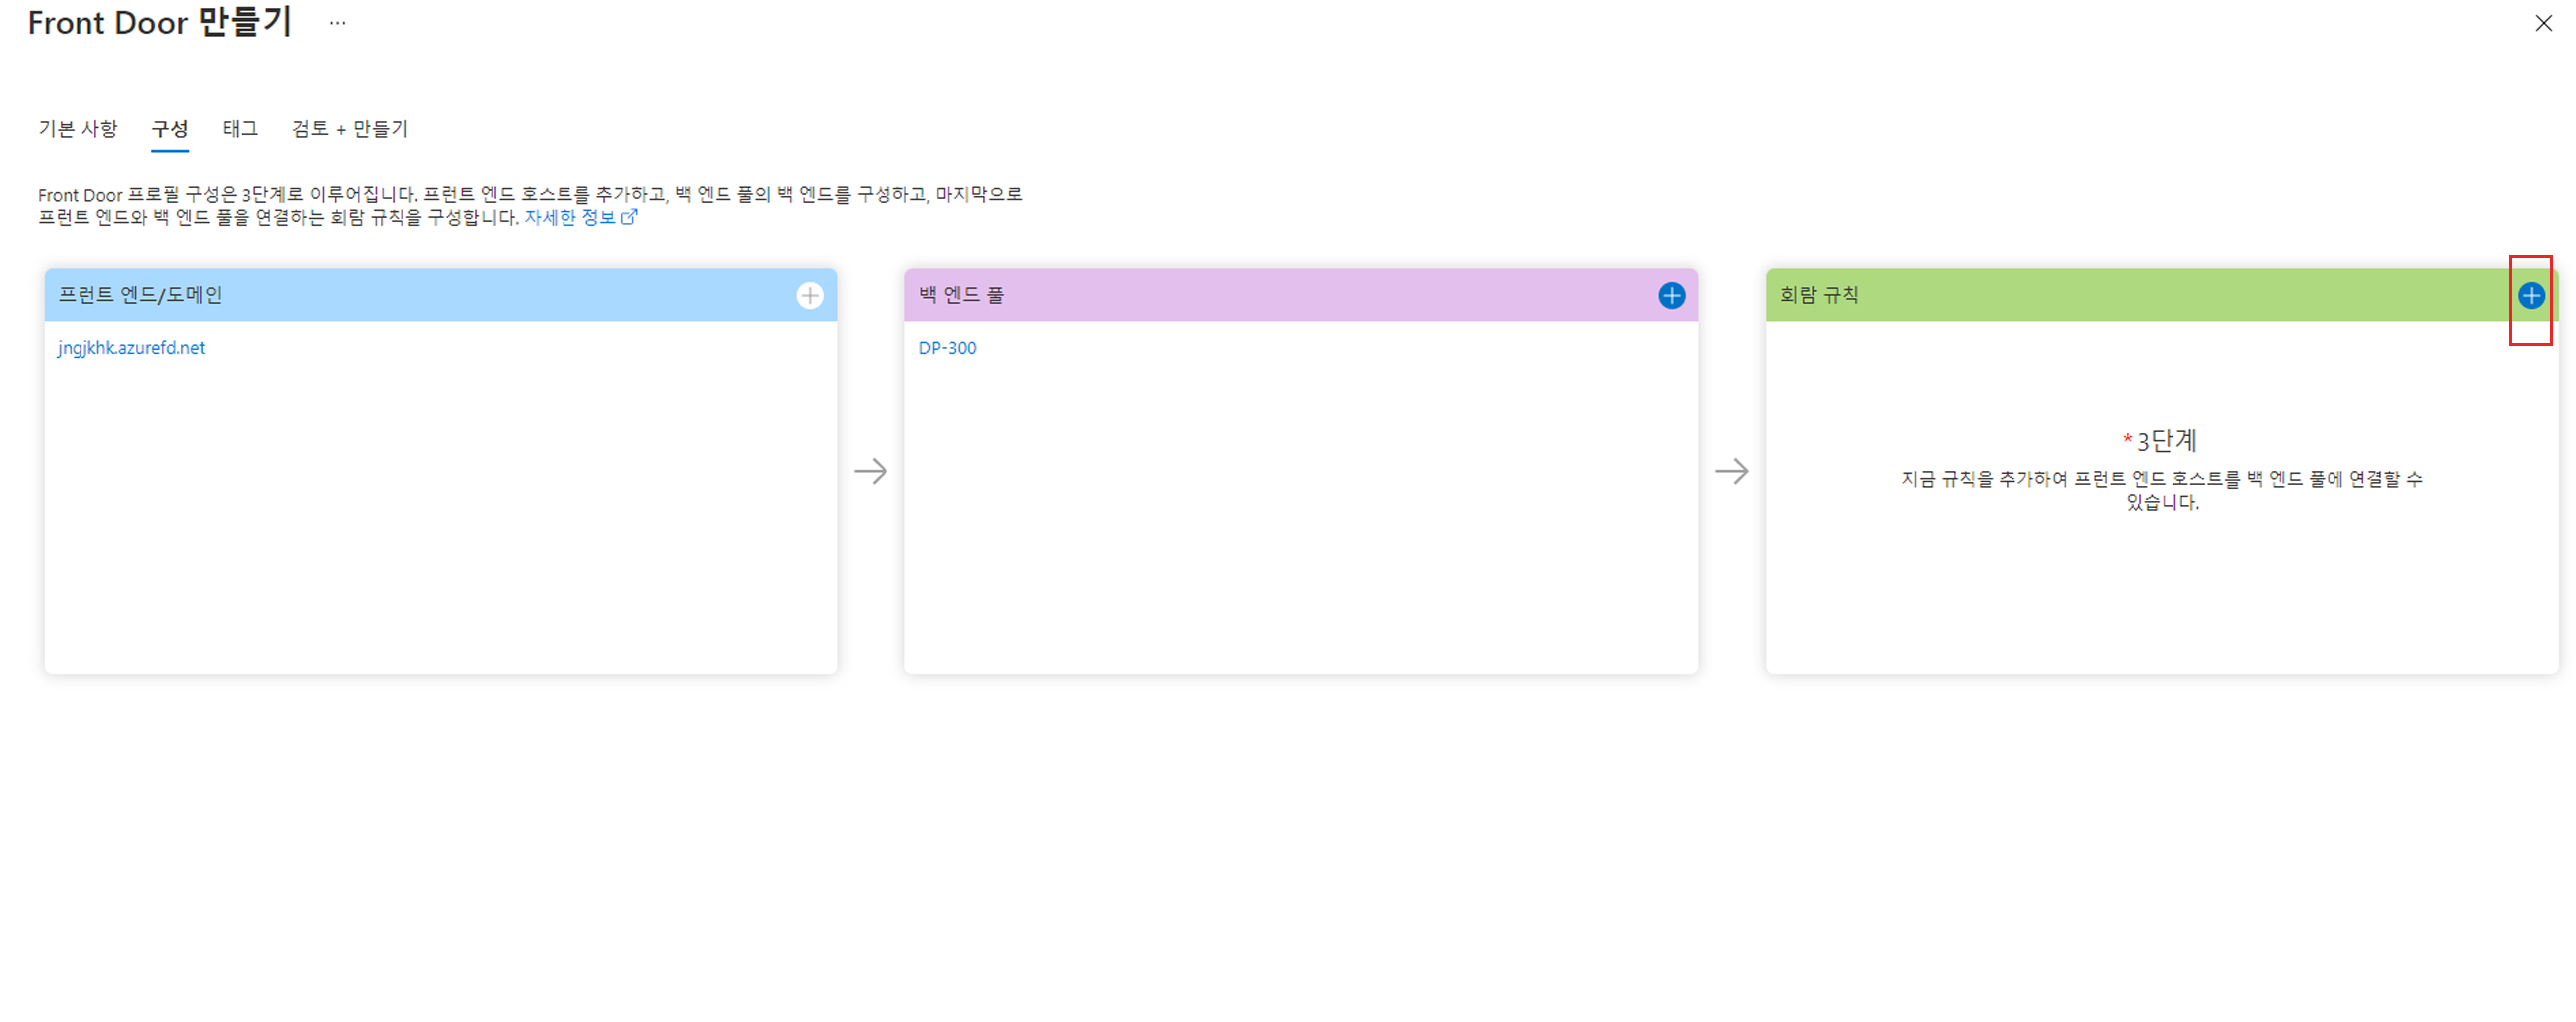 Front Door 만들기 ...
기본 사항 구성 태그 검토 + 만들기
Front Door 프로필 구성은 3단계로 이루어집니다. 프런트 엔드 호스트를 추가하고, 백 엔드 풀의 백 엔드를 구성하고, 마지막으로
프런트 엔드와 백 엔드 풀을 연결하는 회람 규칙을 구성합니다. 자세한 정보
프런트 엔드/도메인
jngjkhk.azurefd.net
백 엔드 풀
DP-300
회람 규칙
*3단계
지금 규칙을 추가하여 프런트 엔드 호스트를 백 엔드 풀에 연결할 수
있습니다.